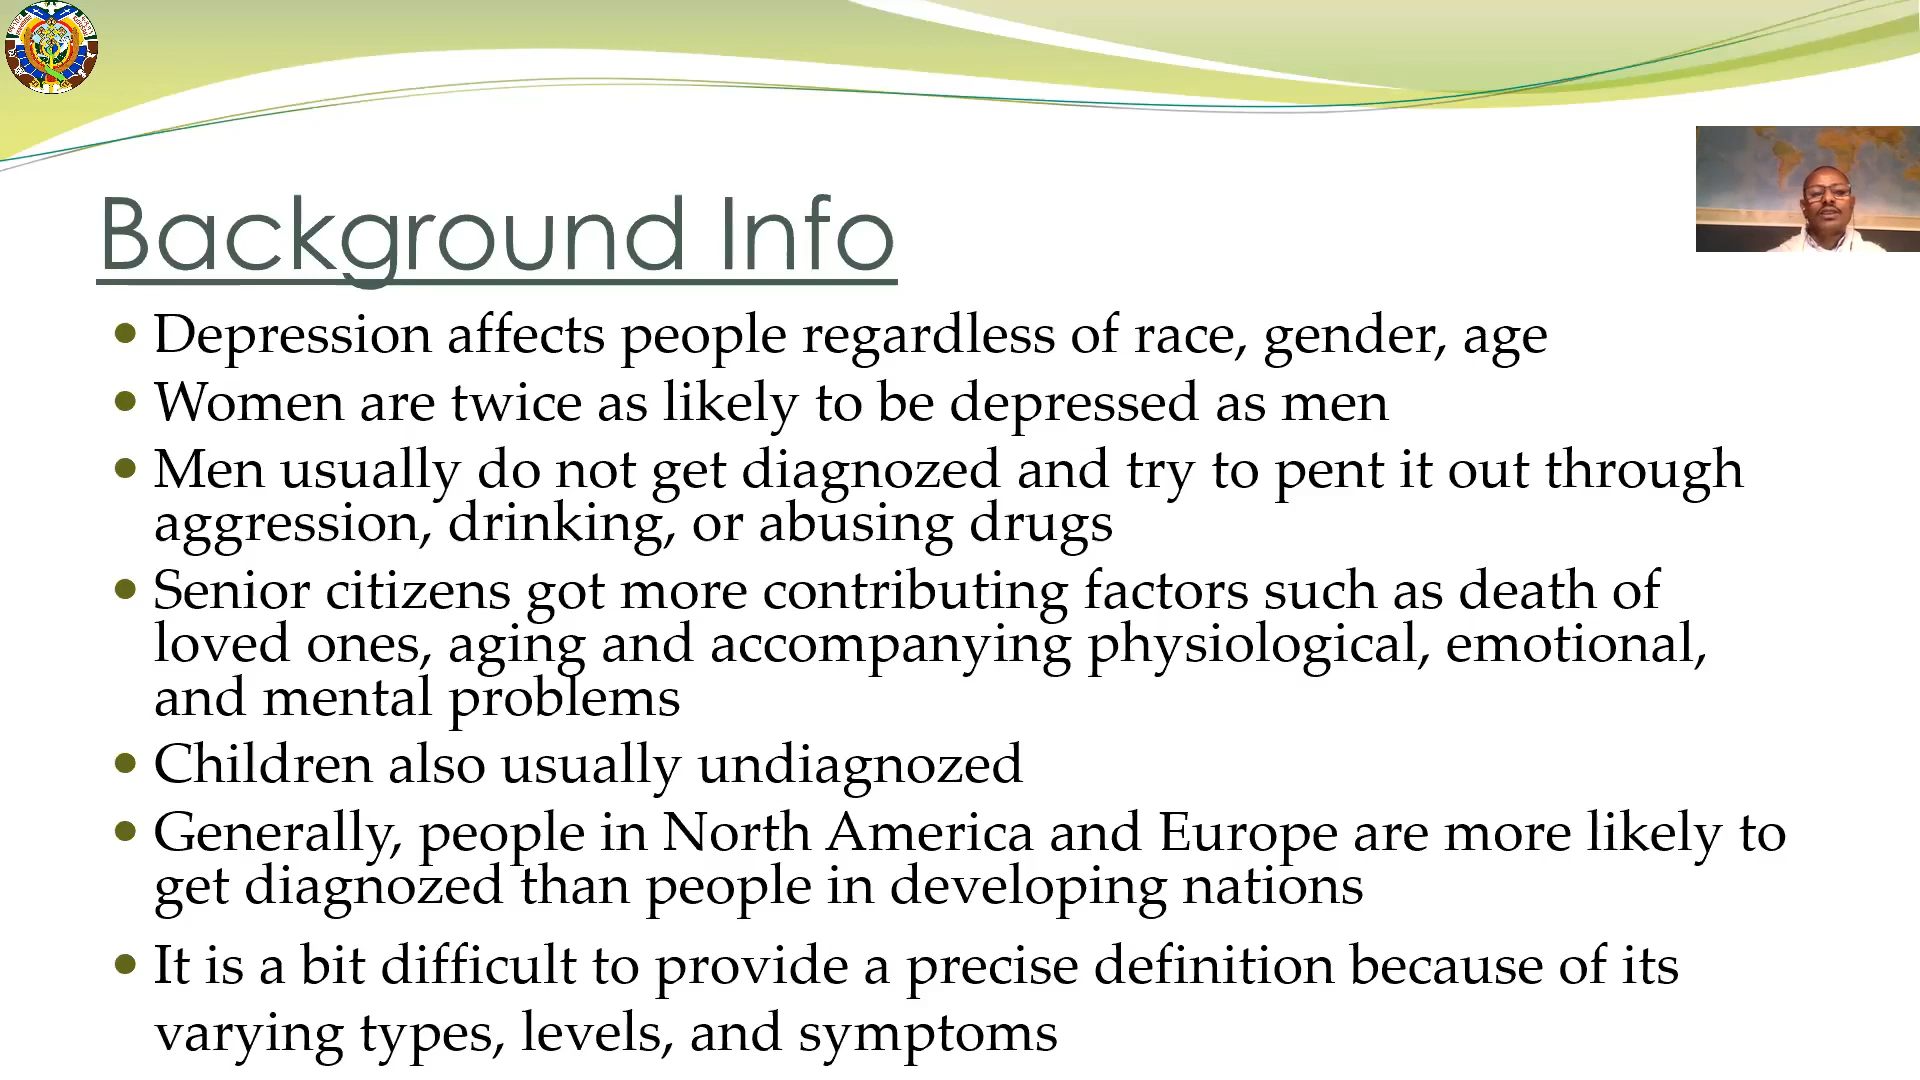 Background Info
• Depression affects people regardless of race, gender, age
• Women are twice as likely to be depressed as men
• Men usually do not get diagnozed and try to pent it out through
aggression, drinking, or abusing drugs
• Senior citizens got more contributing factors such as death of
loved ones, aging and accompanying physiological, emotional,
and mental problems
• Children also usually undiagnozed
• Generally, people in North America and Europe are more likely to
get diagnozed than people in developing nations
• It is a bit difficult to provide a precise definition because of its
varying types, levels, and symptoms